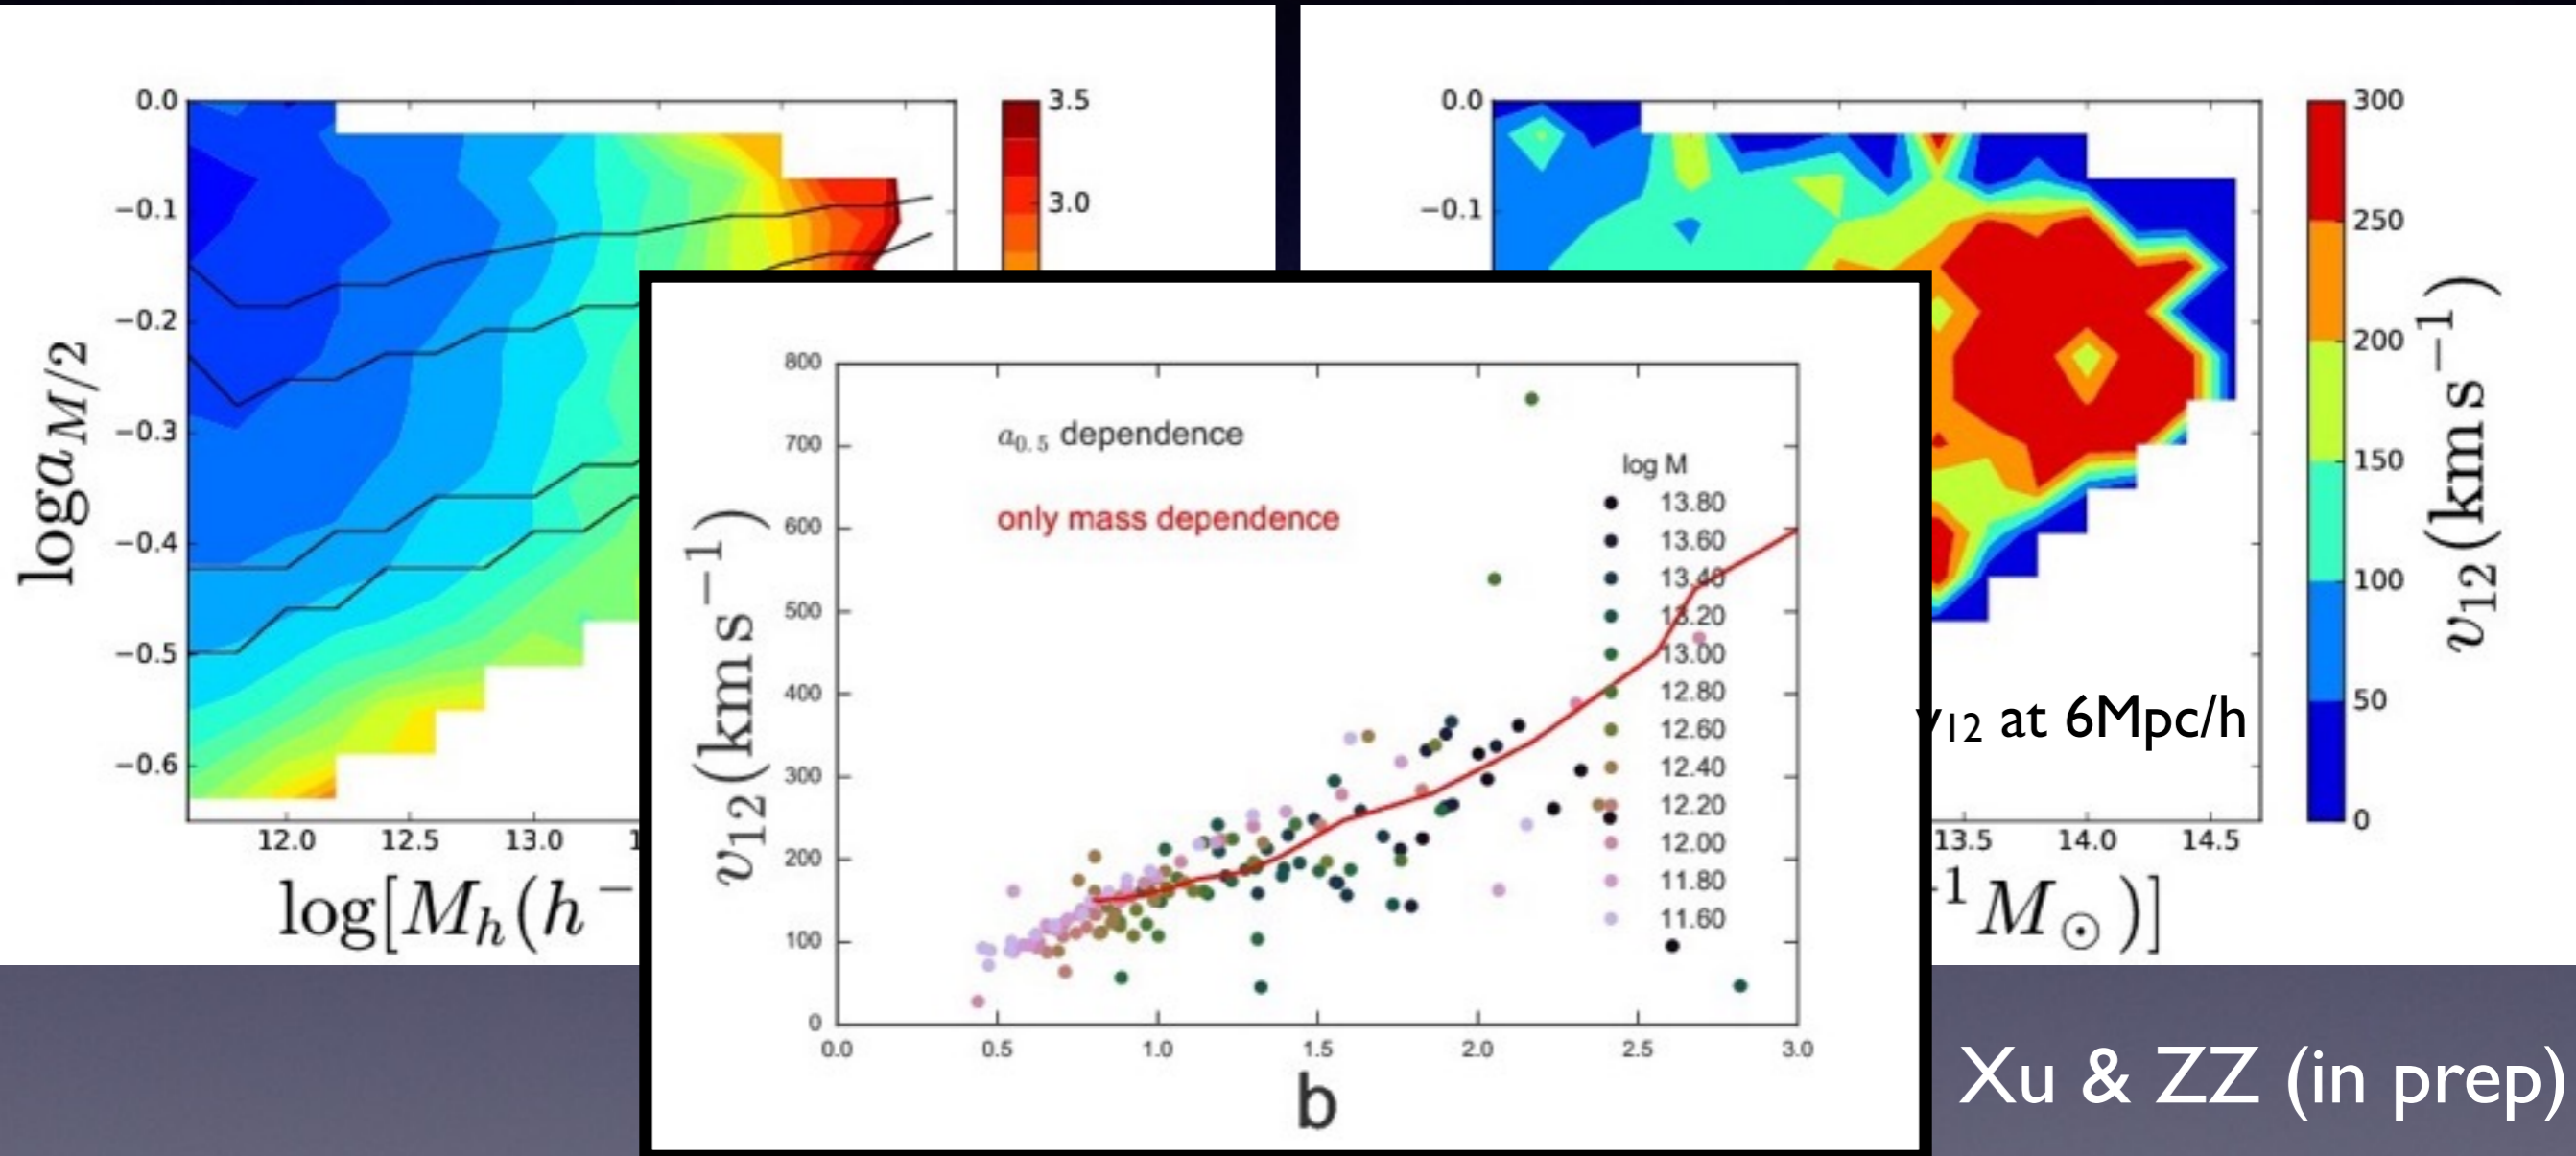 0.0
−0.1
−0.2
−0.3
−0.4
−0.5
−0.6
log a_{M/2}
12.0 12.5 13.0 1
log[M_h(h^−
3.5
3.0
0.0
−0.1
13.5 14.0 14.5
^{-1} M_⊙)]
300
250
200
150
100
50
0
v_{12} (km s^{−1})
v_{12} at 6Mpc/h
800
700
600
500
400
300
200
100
0
v_{12} (km s^{−1})
a_{0.5} dependence
only mass dependence
log M
13.80
13.60
13.40
13.20
13.00
12.80
12.60
12.40
12.20
12.00
11.80
11.60
0.0 0.5 1.0 1.5 2.0 2.5 3.0
b
Xu & ZZ (in prep)